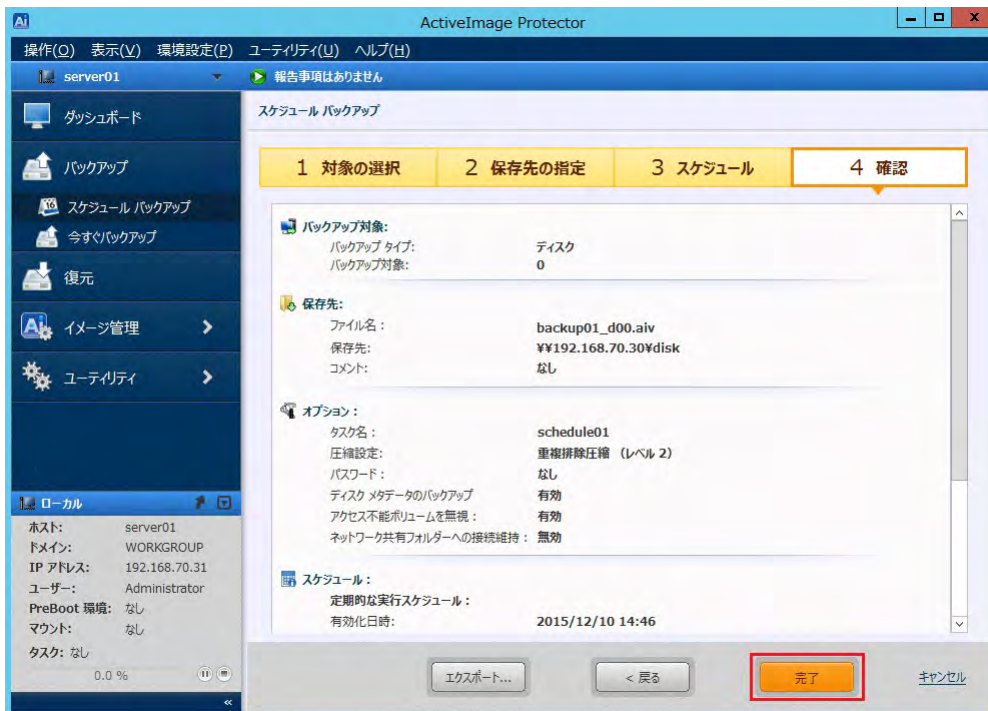 Ai ActiveImage Protector
操作(O) 表示(V) 環境設定(P) ユーティリティ(U) ヘルプ(H)
server01
報告事項はありません
ダッシュボード
バックアップ
16 スケジュール バックアップ
今すぐバックアップ
復元
Ai イメージ管理
ユーティリティ
ローカル
ホスト: server01
ドメイン: WORKGROUP
IP アドレス: 192.168.70.31
ユーザー: Administrator
PreBoot 環境: なし
マウント: なし
タスク: なし
0.0 %
«
スケジュール バックアップ
1 対象の選択
2 保存先の指定
3 スケジュール
4 確認
バックアップ対象:
バックアップ タイプ: ディスク
バックアップ対象: 0
保存先:
ファイル名: backup01_d00.aiv
保存先: ¥¥192.168.70.30¥disk
コメント: なし
オプション:
タスク名: schedule01
圧縮設定: 重複排除圧縮 (レベル 2)
パスワード: なし
ディスク メタデータのバックアップ 有効
アクセス不能ボリュームを無視: 有効
ネットワーク共有フォルダーへの接続維持: 無効
スケジュール:
定期的な実行スケジュール:
有効化日時: 2015/12/10 14:46
エクスポート...
< 戻る
完了
キャンセル